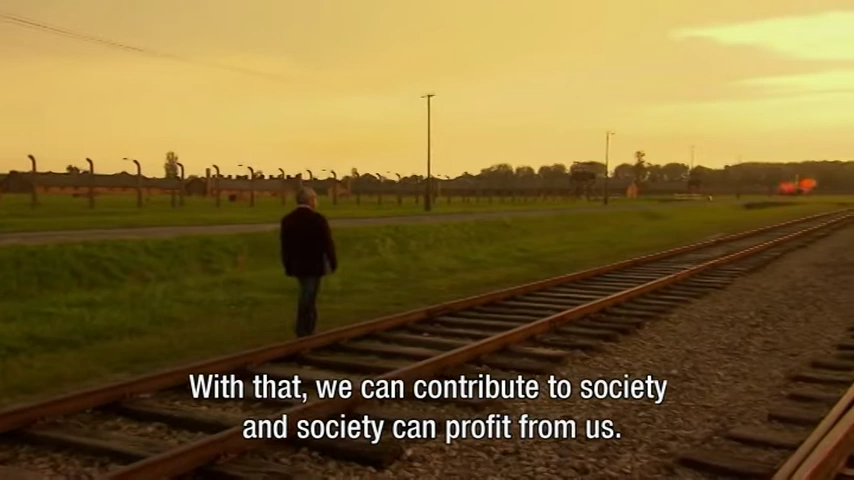 With that, we can contribute to society
and society can profit from us.